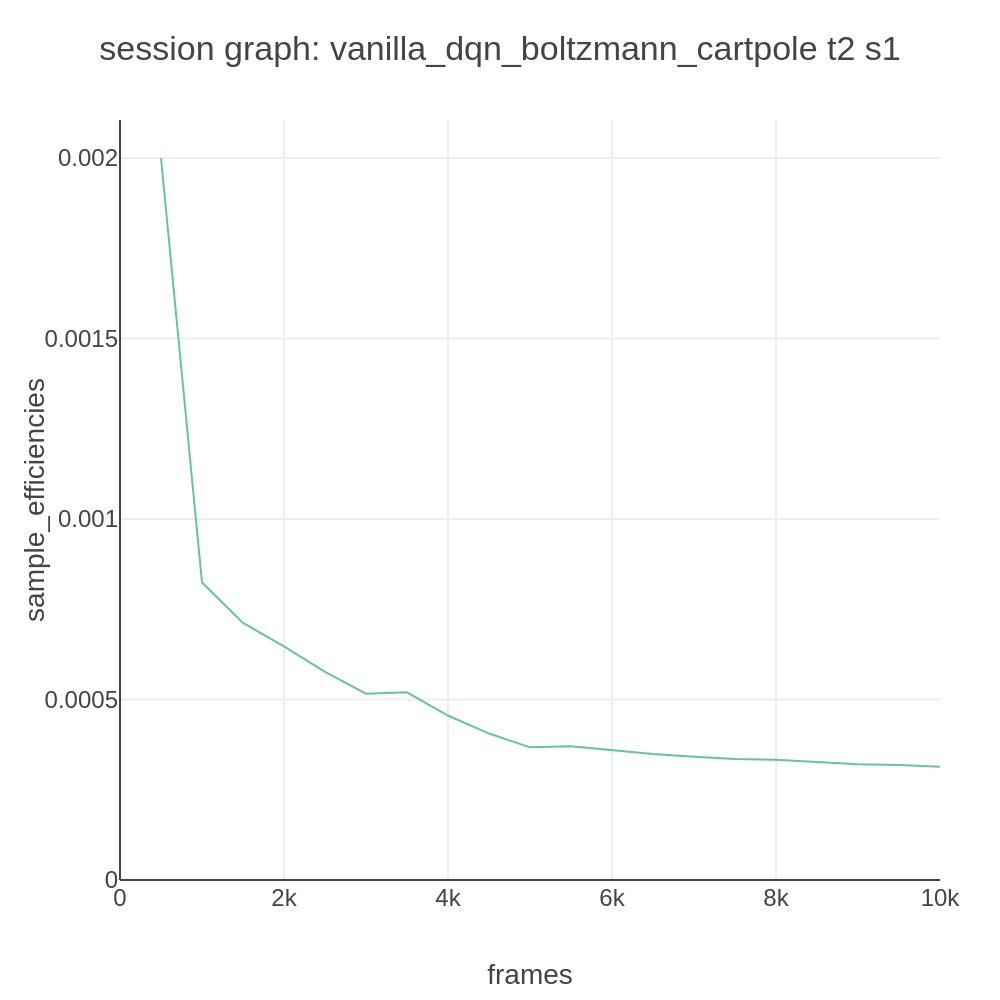 session graph: vanilla_dqn_boltzmann_cartpole t2 s1
sample_efficiencies
0.002
0.0015
0.001
0.0005
0
0
2k
4k
6k
8k
10k
frames